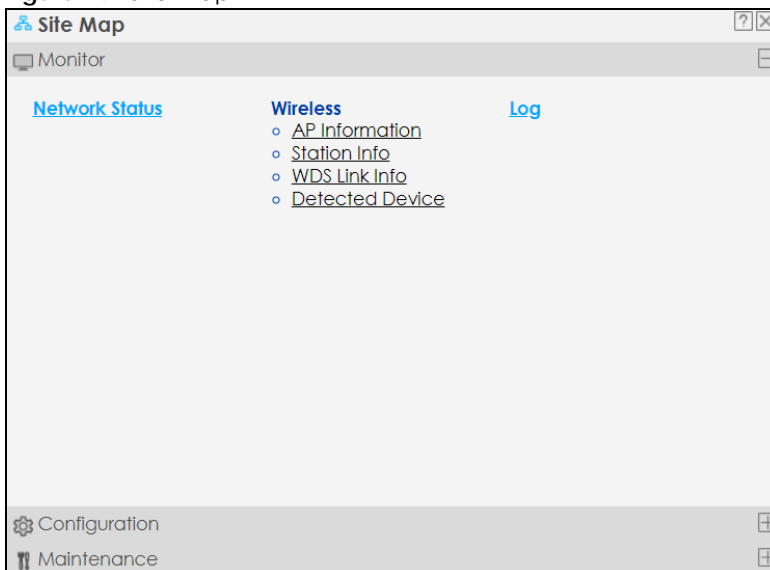 Site Map
Monitor
Network Status
Wireless
AP Information
Station Info
WDS Link Info
Detected Device
Log
Configuration
Maintenance